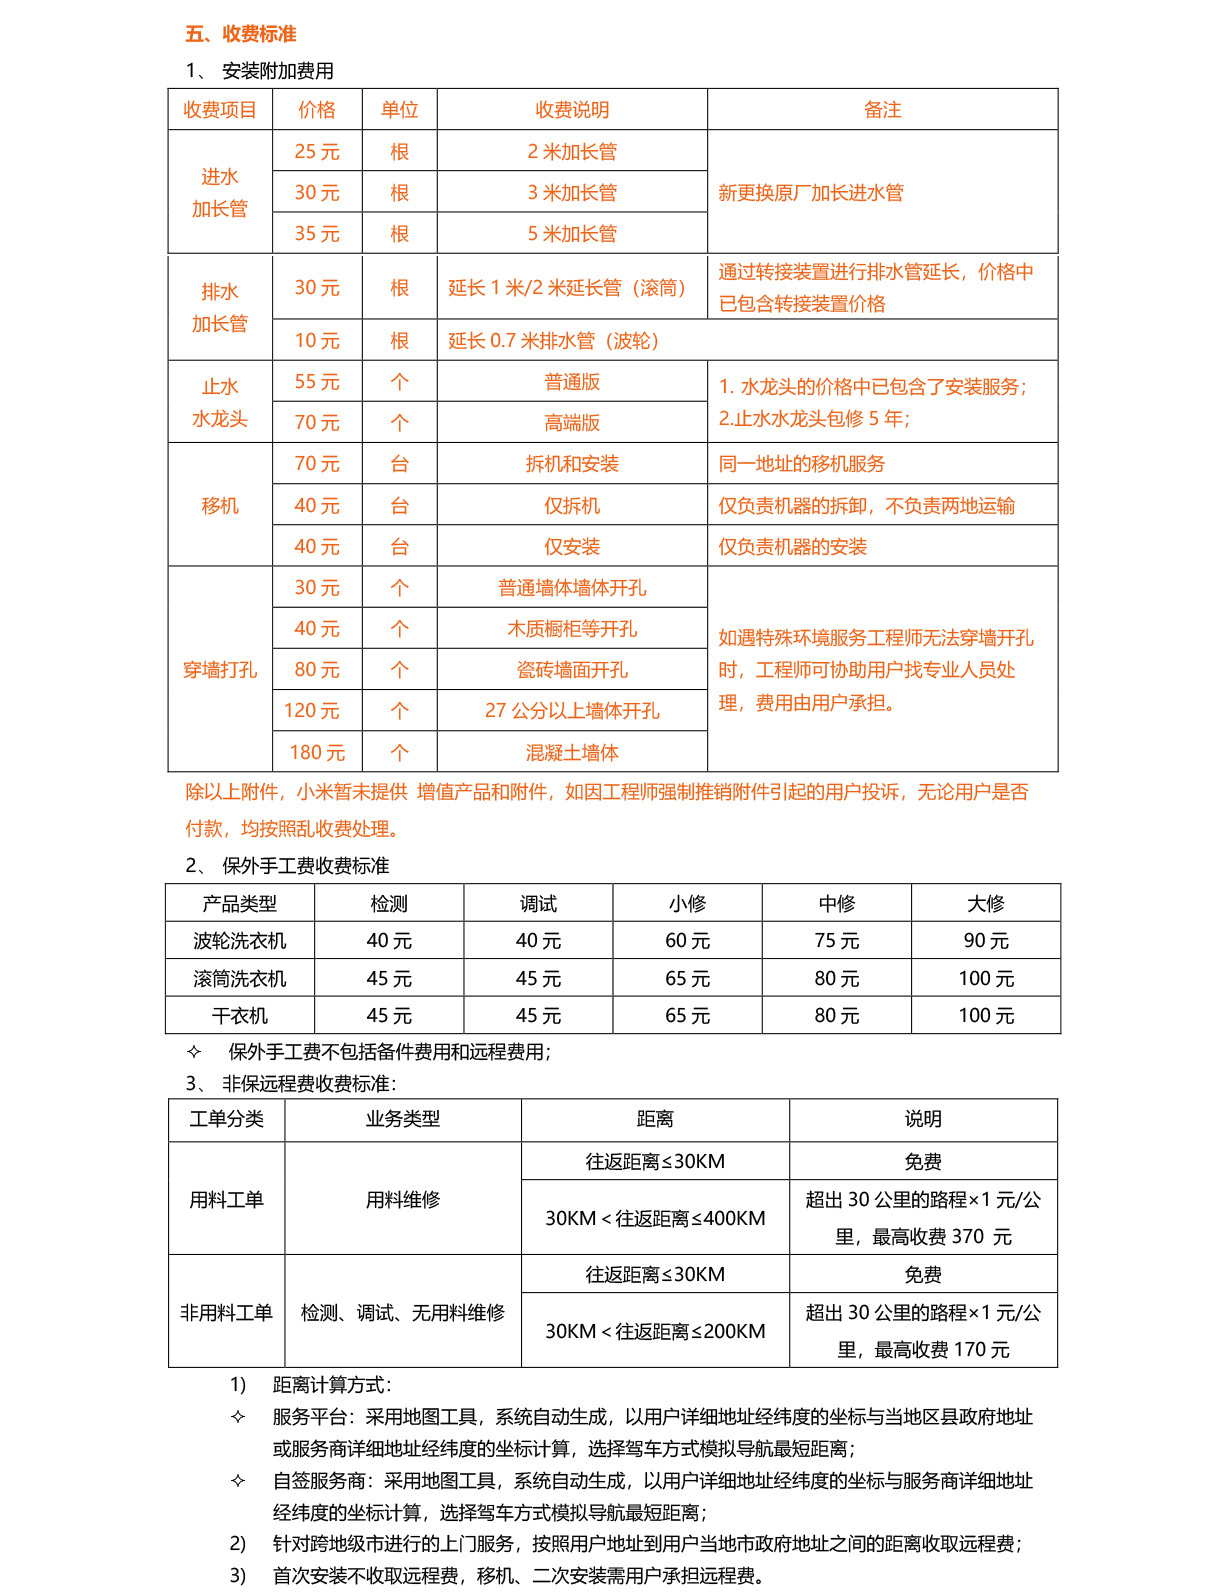 五、收费标准
1、 安装附加费用
收费项目 价格 单位 收费说明 备注
进水
加长管
25 元 根 2 米加长管
30 元 根 3 米加长管
35 元 根 5 米加长管
新更换原厂加长进水管
排水
加长管
30 元 根 延长 1 米/2 米延长管（滚筒）
通过转接装置进行排水管延长，价格中
已包含转接装置价格
10 元 根 延长 0.7 米排水管（波轮）
止水
水龙头
55 元 个 普通版
70 元 个 高端版
1. 水龙头的价格中已包含了安装服务；
2.止水水龙头包修 5 年；
移机
70 元 台 拆机和安装 同一地址的移机服务
40 元 台 仅拆机 仅负责机器的拆卸，不负责两地运输
40 元 台 仅安装 仅负责机器的安装
穿墙打孔
30 元 个 普通墙体墙体开孔
40 元 个 木质橱柜等开孔
80 元 个 瓷砖墙面开孔
120 元 个 27 公分以上墙体开孔
180 元 个 混凝土墙体
如遇特殊环境服务工程师无法穿墙开孔
时，工程师可协助用户找专业人员处
理，费用由用户承担。
除以上附件，小米暂未提供 增值产品和附件，如因工程师强制推销附件引起的用户投诉，无论用户是否
付款，均按照乱收费处理。
2、 保外手工费收费标准
产品类型 检测 调试 小修 中修 大修
波轮洗衣机 40 元 40 元 60 元 75 元 90 元
滚筒洗衣机 45 元 45 元 65 元 80 元 100 元
干衣机 45 元 45 元 65 元 80 元 100 元
✧ 保外手工费不包括备件费用和远程费用；
3、 非保远程费收费标准：
工单分类 业务类型 距离 说明
用料工单 用料维修
往返距离≤30KM 免费
30KM＜往返距离≤400KM
超出 30 公里的路程×1 元/公
里，最高收费 370 元
非用料工单 检测、调试、无用料维修
往返距离≤30KM 免费
30KM＜往返距离≤200KM
超出 30 公里的路程×1 元/公
里，最高收费 170 元
1) 距离计算方式：
✧ 服务平台：采用地图工具，系统自动生成，以用户详细地址经纬度的坐标与当地区县政府地址
或服务商详细地址经纬度的坐标计算，选择驾车方式模拟导航最短距离；
✧ 自签服务商：采用地图工具，系统自动生成，以用户详细地址经纬度的坐标与服务商详细地址
经纬度的坐标计算，选择驾车方式模拟导航最短距离；
2) 针对跨地级市进行的上门服务，按照用户地址到用户当地市政府地址之间的距离收取远程费；
3) 首次安装不收取远程费，移机、二次安装需用户承担远程费。